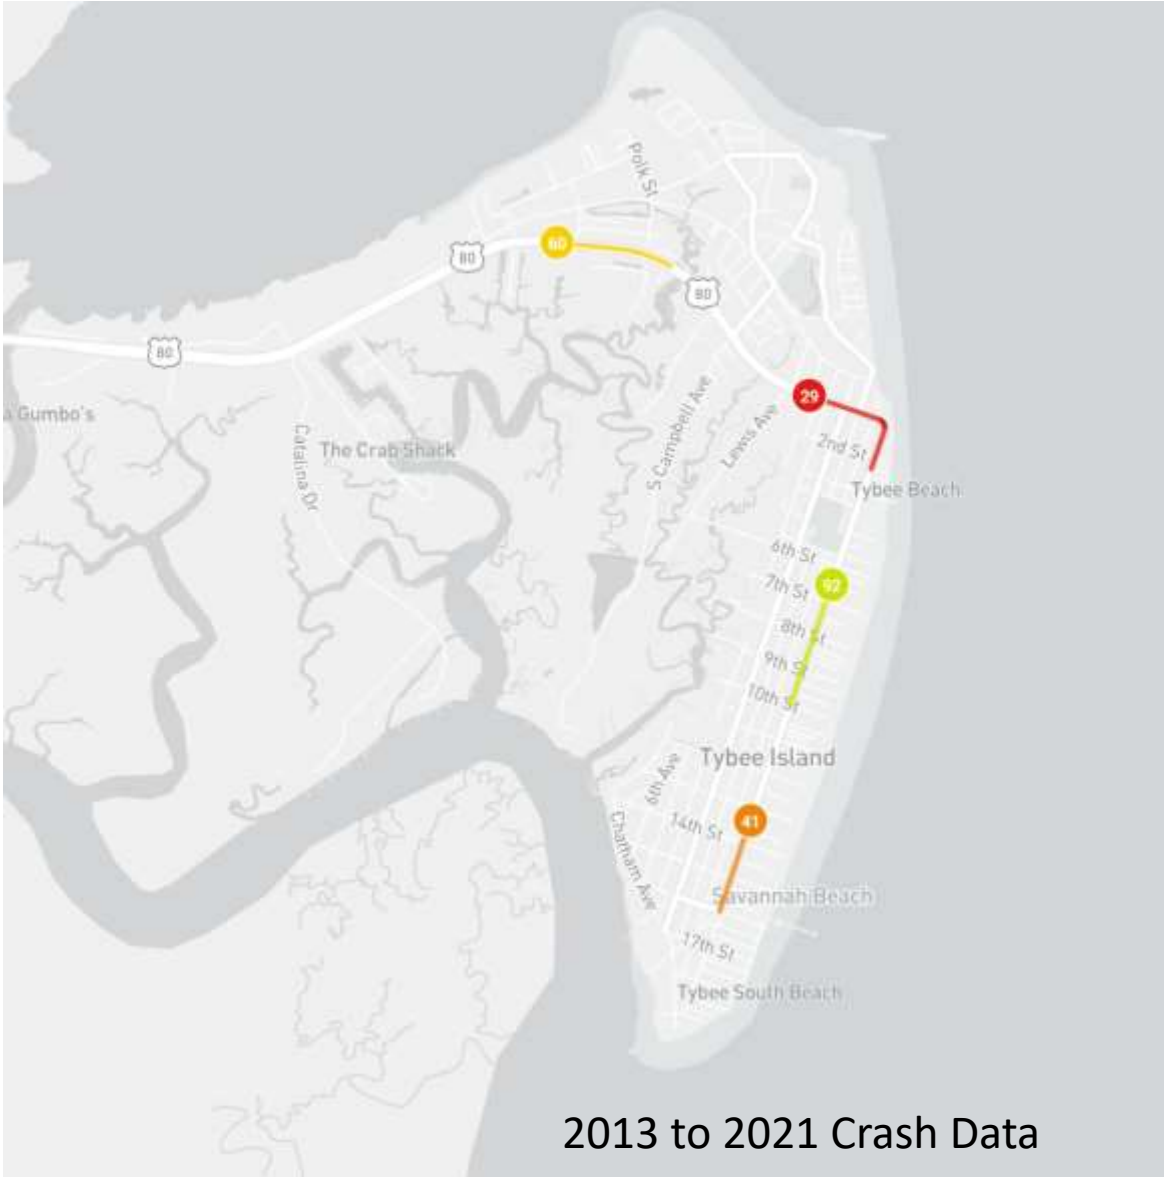 Polk St
60
80
80
29
80
a Gumbo's
S Campbell Ave
Lewis Ave
The Crab Shack
Catalina Dr
2nd St
Tybee Beach
6th St
92
7th St
8th St
9th St
10th St
Tybee Island
6th Ave
41
14th St
Chatham Ave
Savannah Beach
17th St
Tybee South Beach
2013 to 2021 Crash Data